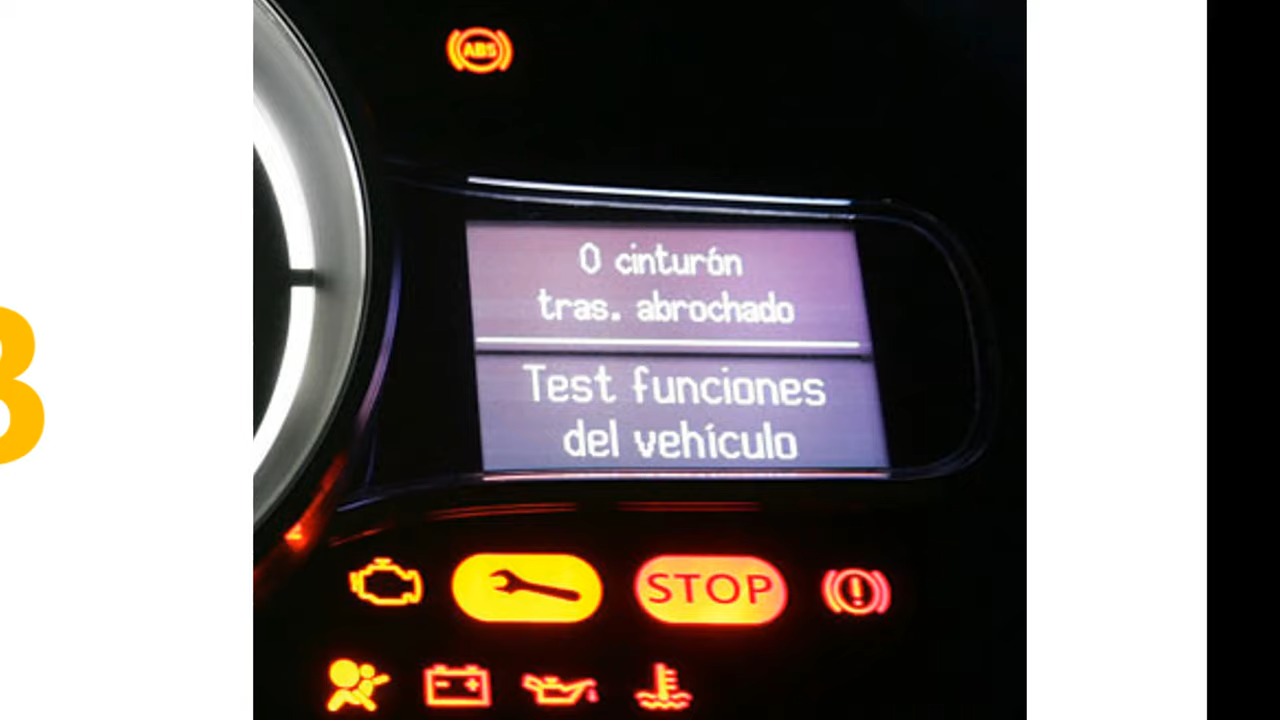 ABS
0 cinturón
tras. abrochado
Test funciones
del vehículo
STOP